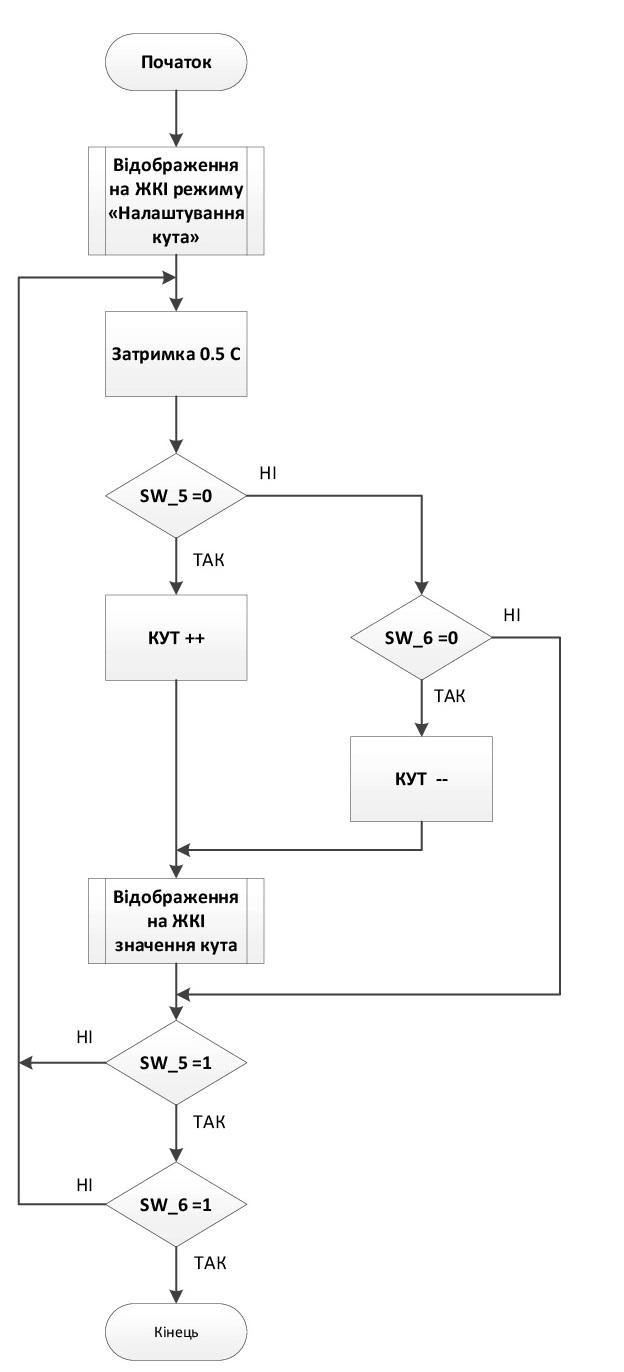 Початок
Відображення
на ЖКІ режиму
«Налаштування
кута»
Затримка 0.5 С
SW_5 =0
НІ
ТАК
КУТ ++
SW_6 =0
НІ
ТАК
КУТ --
Відображення
на ЖКІ
значення кута
НІ
SW_5 =1
ТАК
НІ
SW_6 =1
ТАК
Кінець